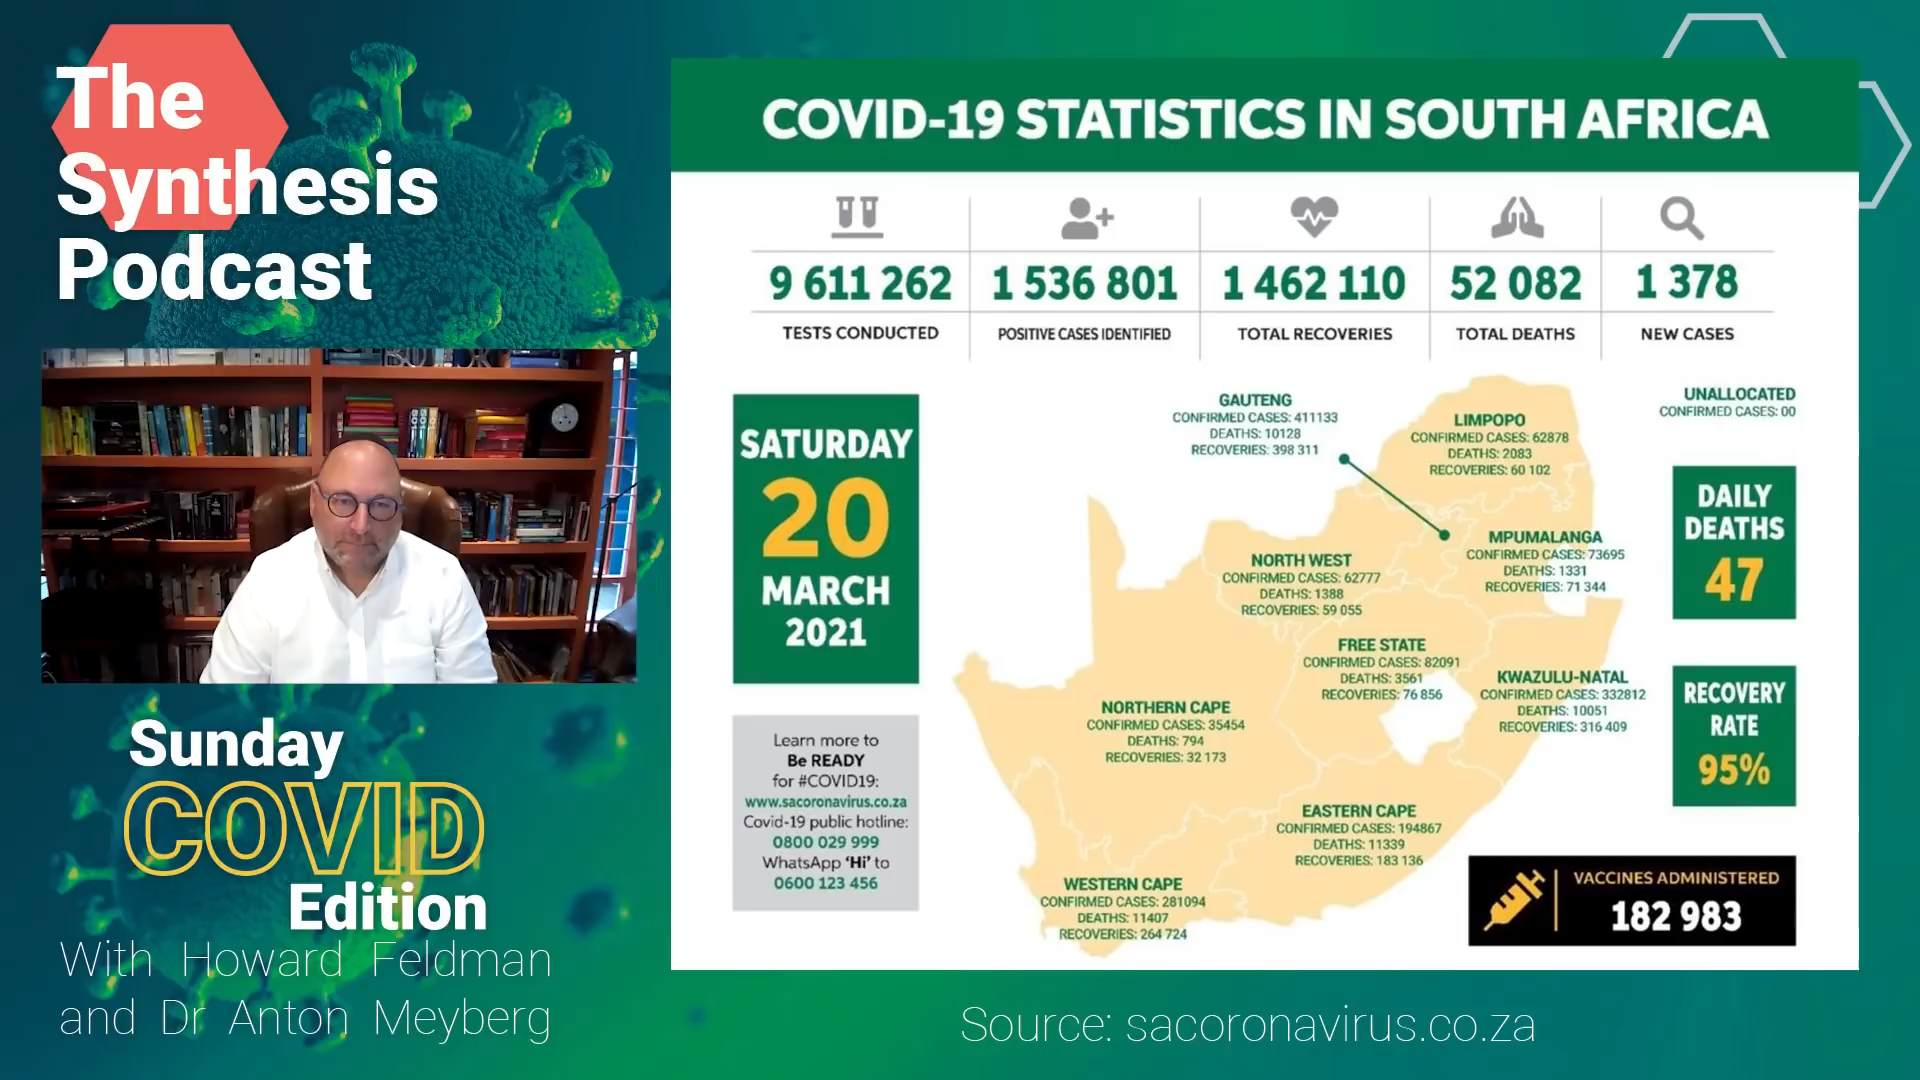 The
Synthesis
Podcast
Sunday
COVID
Edition
With Howard Feldman
and Dr Anton Meyberg
COVID-19 STATISTICS IN SOUTH AFRICA
9 611 262
TESTS CONDUCTED
1 536 801
POSITIVE CASES IDENTIFIED
1 462 110
TOTAL RECOVERIES
52 082
TOTAL DEATHS
1 378
NEW CASES
SATURDAY
20
MARCH
2021
Learn more to
Be READY
for #COVID19:
www.sacoronavirus.co.za
Covid-19 public hotline:
0800 029 999
WhatsApp ‘Hi’ to
0600 123 456
GAUTENG
CONFIRMED CASES: 411133
DEATHS: 10128
RECOVERIES: 398 311
LIMPOPO
CONFIRMED CASES: 62878
DEATHS: 2083
RECOVERIES: 60 102
UNALLOCATED
CONFIRMED CASES: 00
MPUMALANGA
CONFIRMED CASES: 73695
DEATHS: 1331
RECOVERIES: 71 344
NORTH WEST
CONFIRMED CASES: 62777
DEATHS: 1388
RECOVERIES: 59 055
FREE STATE
CONFIRMED CASES: 82091
DEATHS: 3561
RECOVERIES: 76 856
KWAZULU-NATAL
CONFIRMED CASES: 332812
DEATHS: 10051
RECOVERIES: 316 409
NORTHERN CAPE
CONFIRMED CASES: 35454
DEATHS: 794
RECOVERIES: 32 173
EASTERN CAPE
CONFIRMED CASES: 194867
DEATHS: 11339
RECOVERIES: 183 136
WESTERN CAPE
CONFIRMED CASES: 281094
DEATHS: 11407
RECOVERIES: 264 724
DAILY
DEATHS
47
RECOVERY
RATE
95%
VACCINES ADMINISTERED
182 983
Source: sacoronavirus.co.za